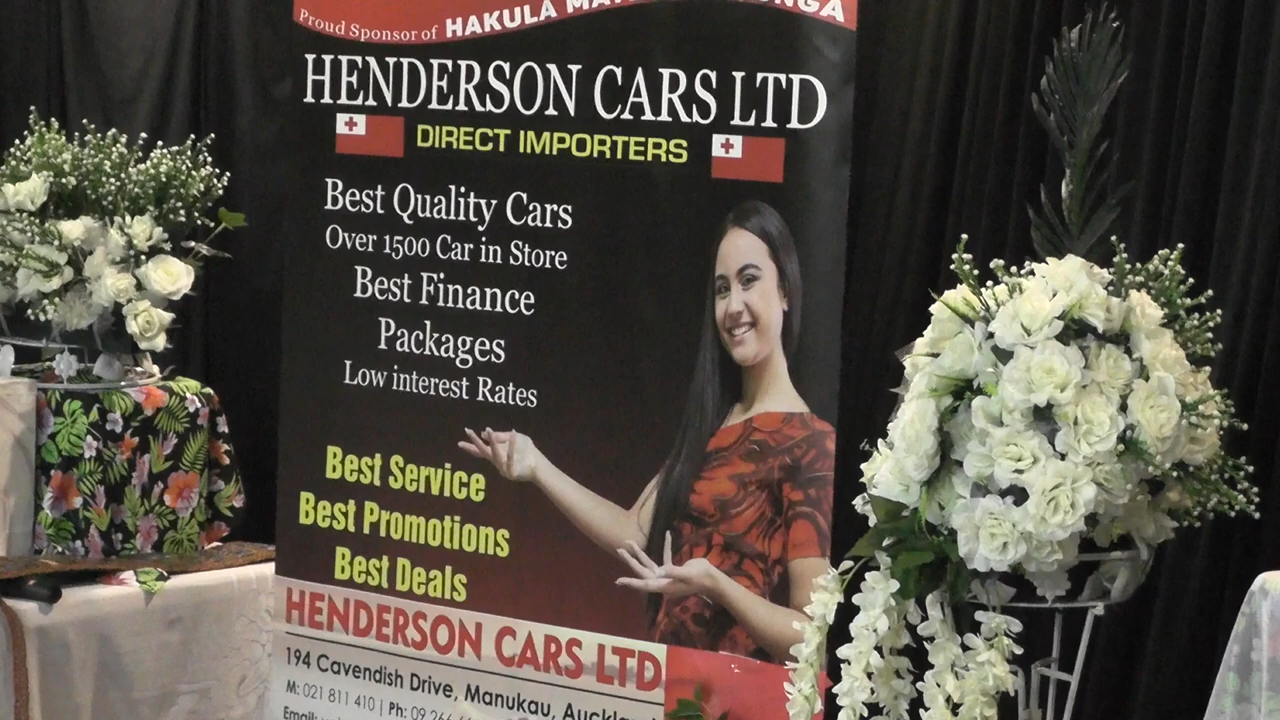 Proud Sponsor of HAKULA
HENDERSON CARS LTD
DIRECT IMPORTERS
Best Quality Cars
Over 1500 Car in Store
Best Finance
Packages
Low interest Rates
Best Service
Best Promotions
Best Deals
HENDERSON CARS LTD
194 Cavendish Drive, Manukau,
M: 021 811 410 | Ph: 09
Email: